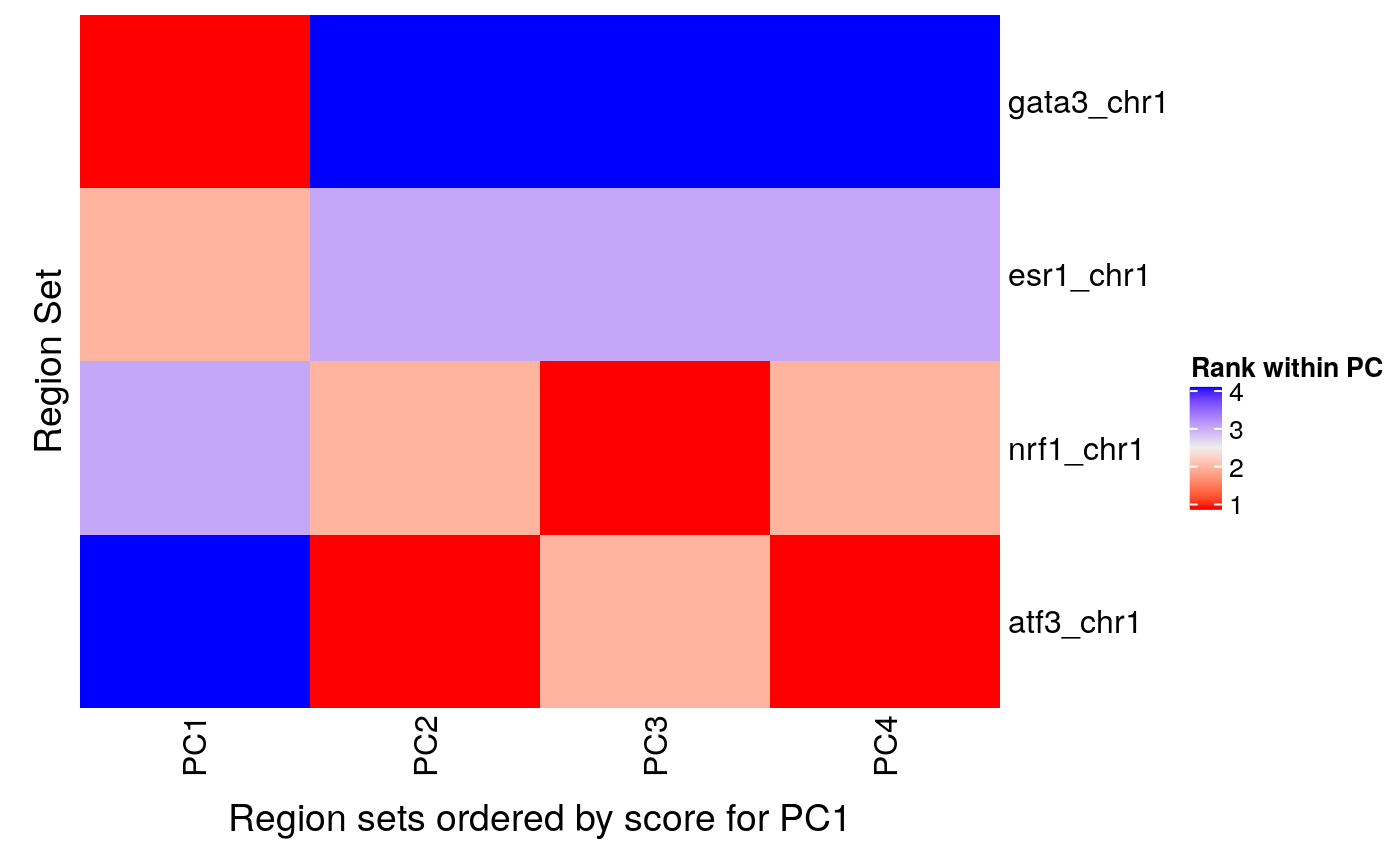 gata3_chr1
esr1_chr1
Region Set
Rank within PC
4
3
nrf1_chr1
2
1
atf3_chr1
PC1
PC2
PC3
PC4
Region sets ordered by score for PC1